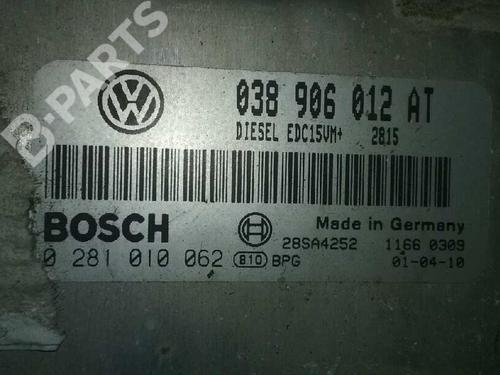 B-PARTS
038 906 012 AT
DIESEL EDC15VM+ 2815
BOSCH
Made in Germany
28SA4252 1166 0309
0 281 010 062 B10 BPG 01-04-10